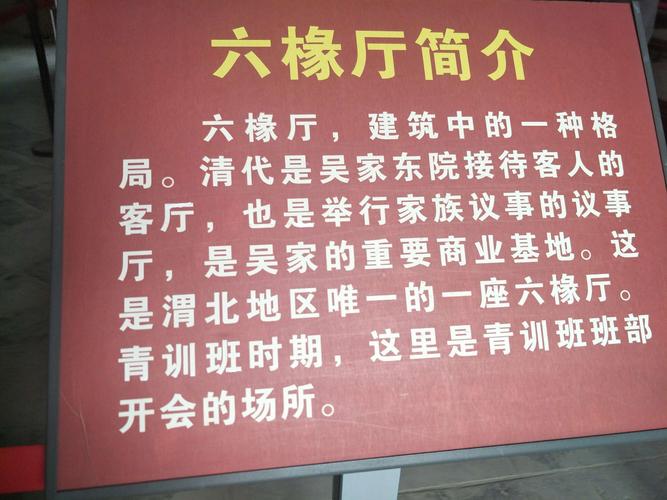 六椽厅简介
六椽厅，建筑中的一种格
局。清代是吴家东院接待客人的
客厅，也是举行家族议事的议事
厅，是吴家的重要商业基地。这
是渭北地区唯一的一座六椽厅。
青训班时期，这里是青训班班部
开会的场所。